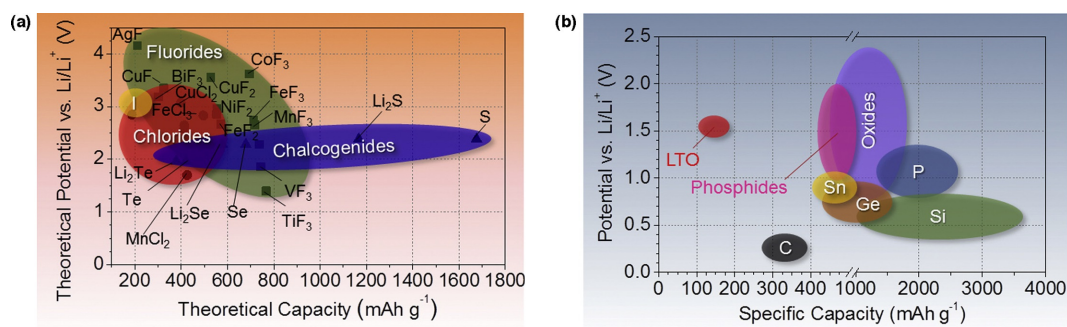 (a)
Theoretical Potential vs. Li/Li+ (V)
4
3
2
1
0
AgF
Fluorides
CoF3
CuF
BiF3
CuCl2
CuF2
FeF3
Li2S
I
FeCl3
NiF2
MnF3
S
Chlorides
FeF2
Chalcogenides
Li2Te
Te
Li2Se
Se
VF3
TiF3
MnCl2
200 400 600 800 1000 1200 1400 1600 1800
Theoretical Capacity (mAh g-1)
(b)
Potential vs. Li/Li+ (V)
2.5
2.0
1.5
1.0
0.5
0.0
Oxides
LTO
Phosphides
Sn
P
Ge
Si
C
0 100 200 300 400 1000 2000 3000 4000
Specific Capacity (mAh g-1)